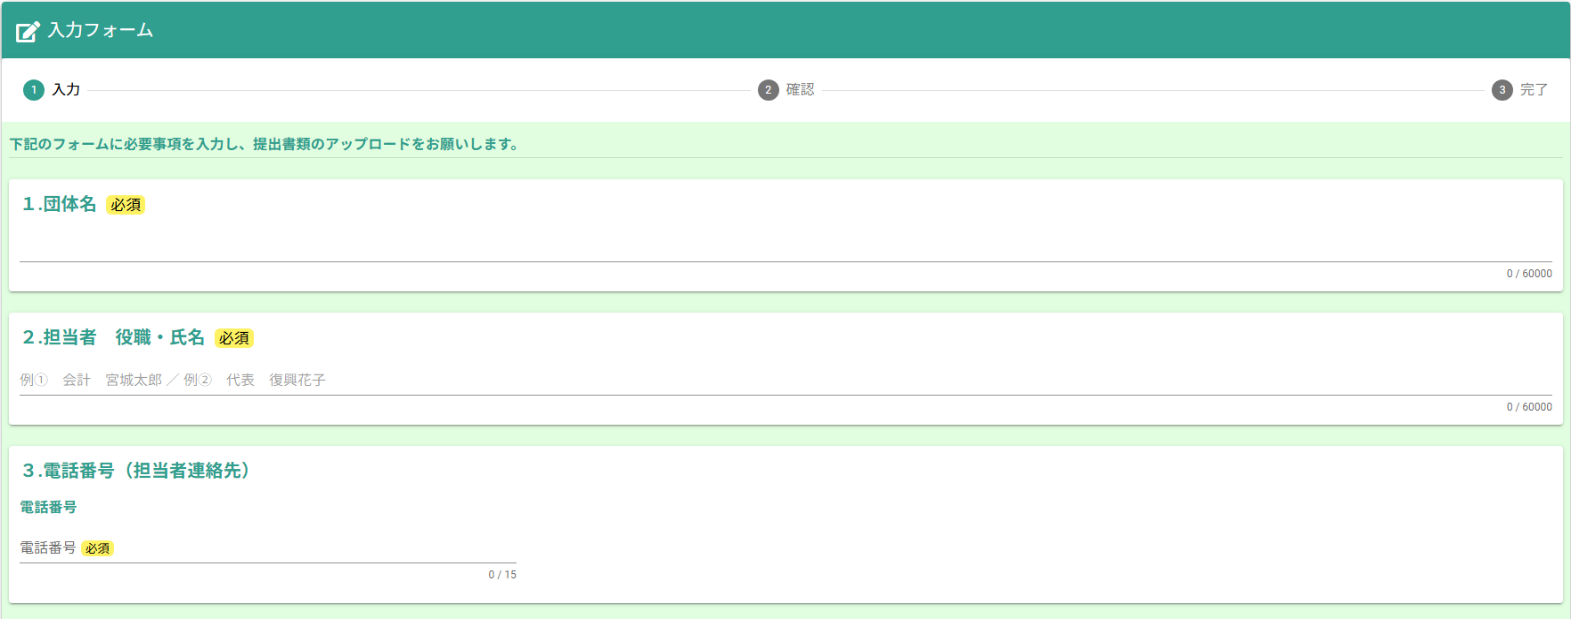 入力フォーム
1 入力 2 確認 3 完了
下記のフォームに必要事項を入力し、提出書類のアップロードをお願いします。
１.団体名 必須
0 / 60000
２.担当者　役職・氏名 必須
例①　会計　宮城太郎 ／ 例②　代表　復興花子
0 / 60000
３.電話番号（担当者連絡先）
電話番号
電話番号 必須
0 / 15